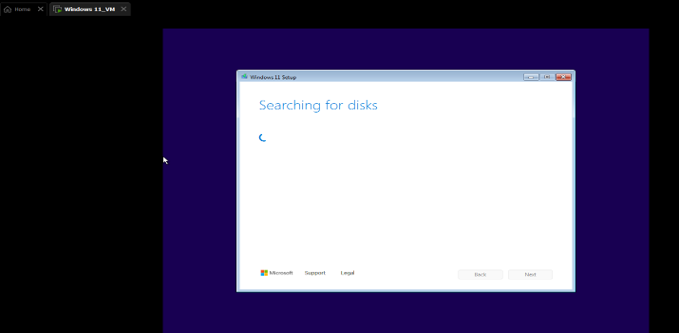 Home
Windows 11_VM
Windows 11 Setup
Searching for disks
Microsoft Support Legal
Back Next